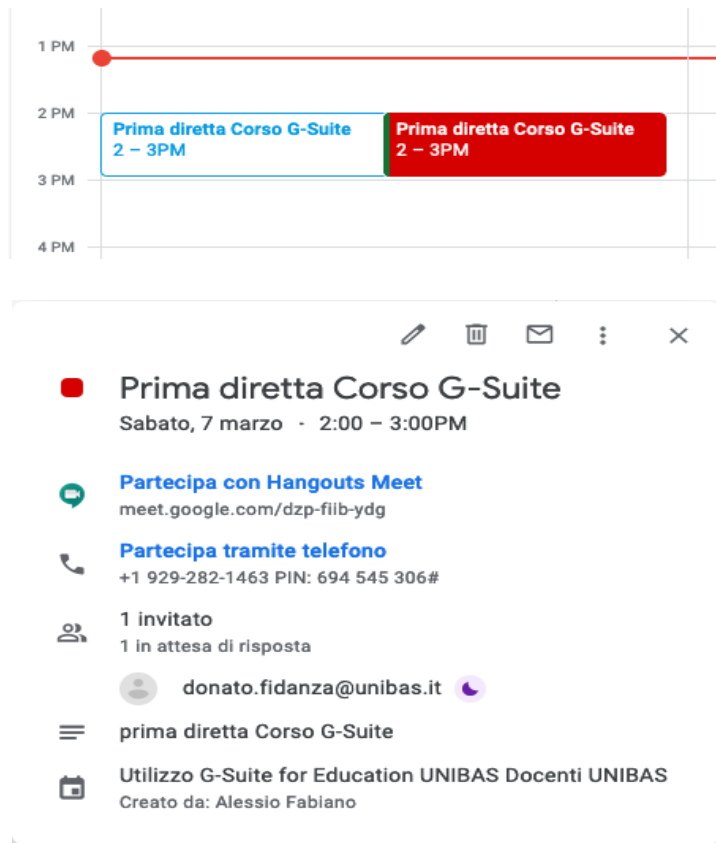 1 PM
2 PM
Prima diretta Corso G-Suite
2 – 3PM
Prima diretta Corso G-Suite
2 – 3PM
3 PM
4 PM
Prima diretta Corso G-Suite
Sabato, 7 marzo · 2:00 – 3:00PM
Partecipa con Hangouts Meet
meet.google.com/dzp-fiib-ydg
Partecipa tramite telefono
+1 929-282-1463 PIN: 694 545 306#
1 invitato
1 in attesa di risposta
donato.fidanza@unibas.it
prima diretta Corso G-Suite
Utilizzo G-Suite for Education UNIBAS Docenti UNIBAS
Creato da: Alessio Fabiano